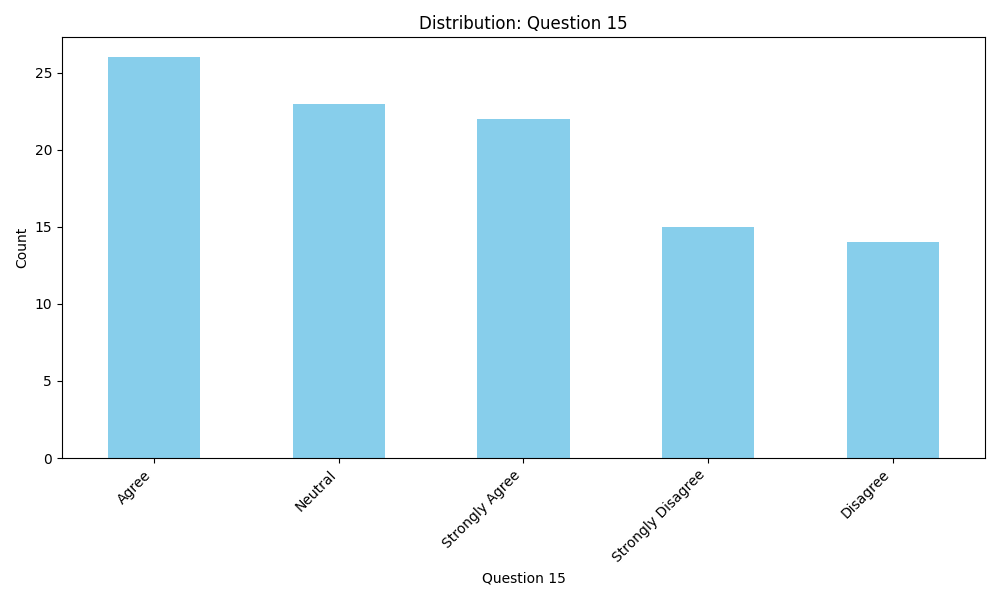 Distribution: Question 15
Count
25
20
15
10
5
0
Agree
Neutral
Strongly Agree
Strongly Disagree
Disagree
Question 15